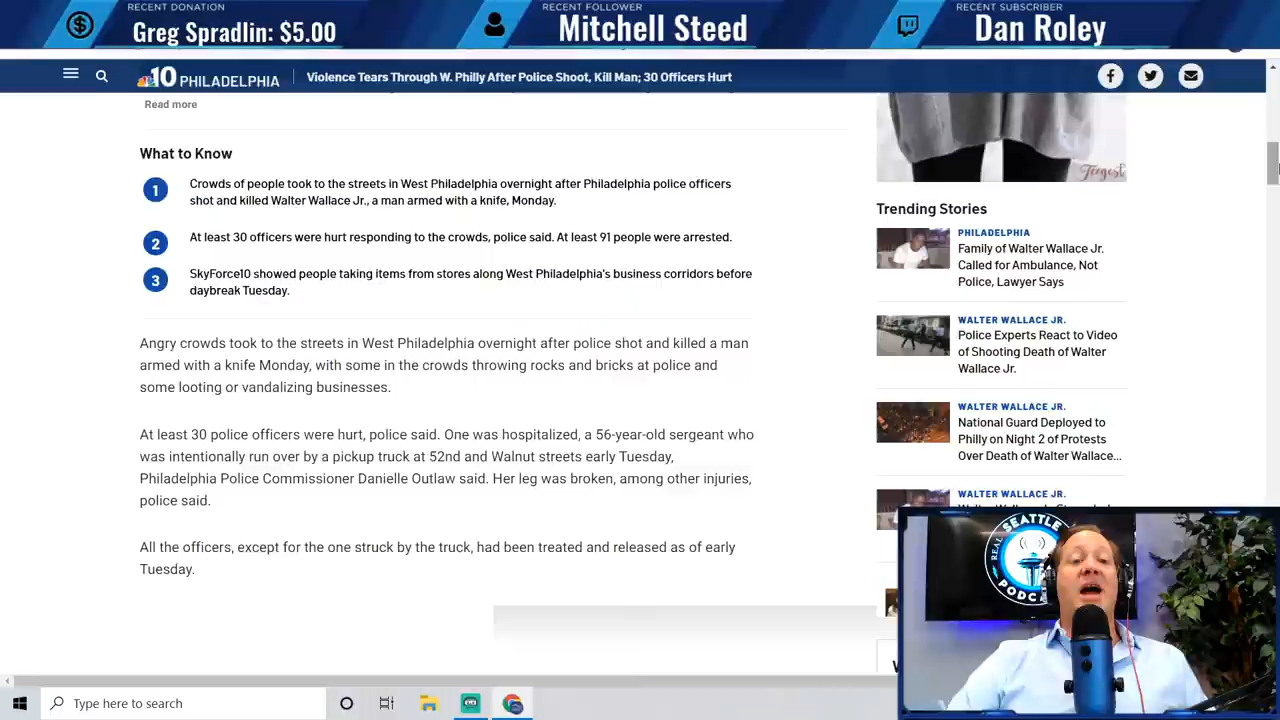 RECENT DONATION
Greg Spradlin: $5.00
RECENT FOLLOWER
Mitchell Steed
RECENT SUBSCRIBER
Dan Roley
10 PHILADELPHIA
Violence Tears Through W. Philly After Police Shoot, Kill Man; 30 Officers Hurt
Read more
What to Know
1
Crowds of people took to the streets in West Philadelphia overnight after Philadelphia police officers
shot and killed Walter Wallace Jr., a man armed with a knife, Monday.
2
At least 30 officers were hurt responding to the crowds, police said. At least 91 people were arrested.
3
SkyForce10 showed people taking items from stores along West Philadelphia's business corridors before
daybreak Tuesday.
Angry crowds took to the streets in West Philadelphia overnight after police shot and killed a man
armed with a knife Monday, with some in the crowds throwing rocks and bricks at police and
some looting or vandalizing businesses.
At least 30 police officers were hurt, police said. One was hospitalized, a 56-year-old sergeant who
was intentionally run over by a pickup truck at 52nd and Walnut streets early Tuesday,
Philadelphia Police Commissioner Danielle Outlaw said. Her leg was broken, among other injuries,
police said.
All the officers, except for the one struck by the truck, had been treated and released as of early
Tuesday.
Teegest
Trending Stories
PHILADELPHIA
Family of Walter Wallace Jr.
Called for Ambulance, Not
Police, Lawyer Says
WALTER WALLACE JR.
Police Experts React to Video
of Shooting Death of Walter
Wallace Jr.
WALTER WALLACE JR.
National Guard Deployed to
Philly on Night 2 of Protests
Over Death of Walter Wallace...
WALTER WALLACE JR.
REAL SEATTLE
PODCAST
Type here to search